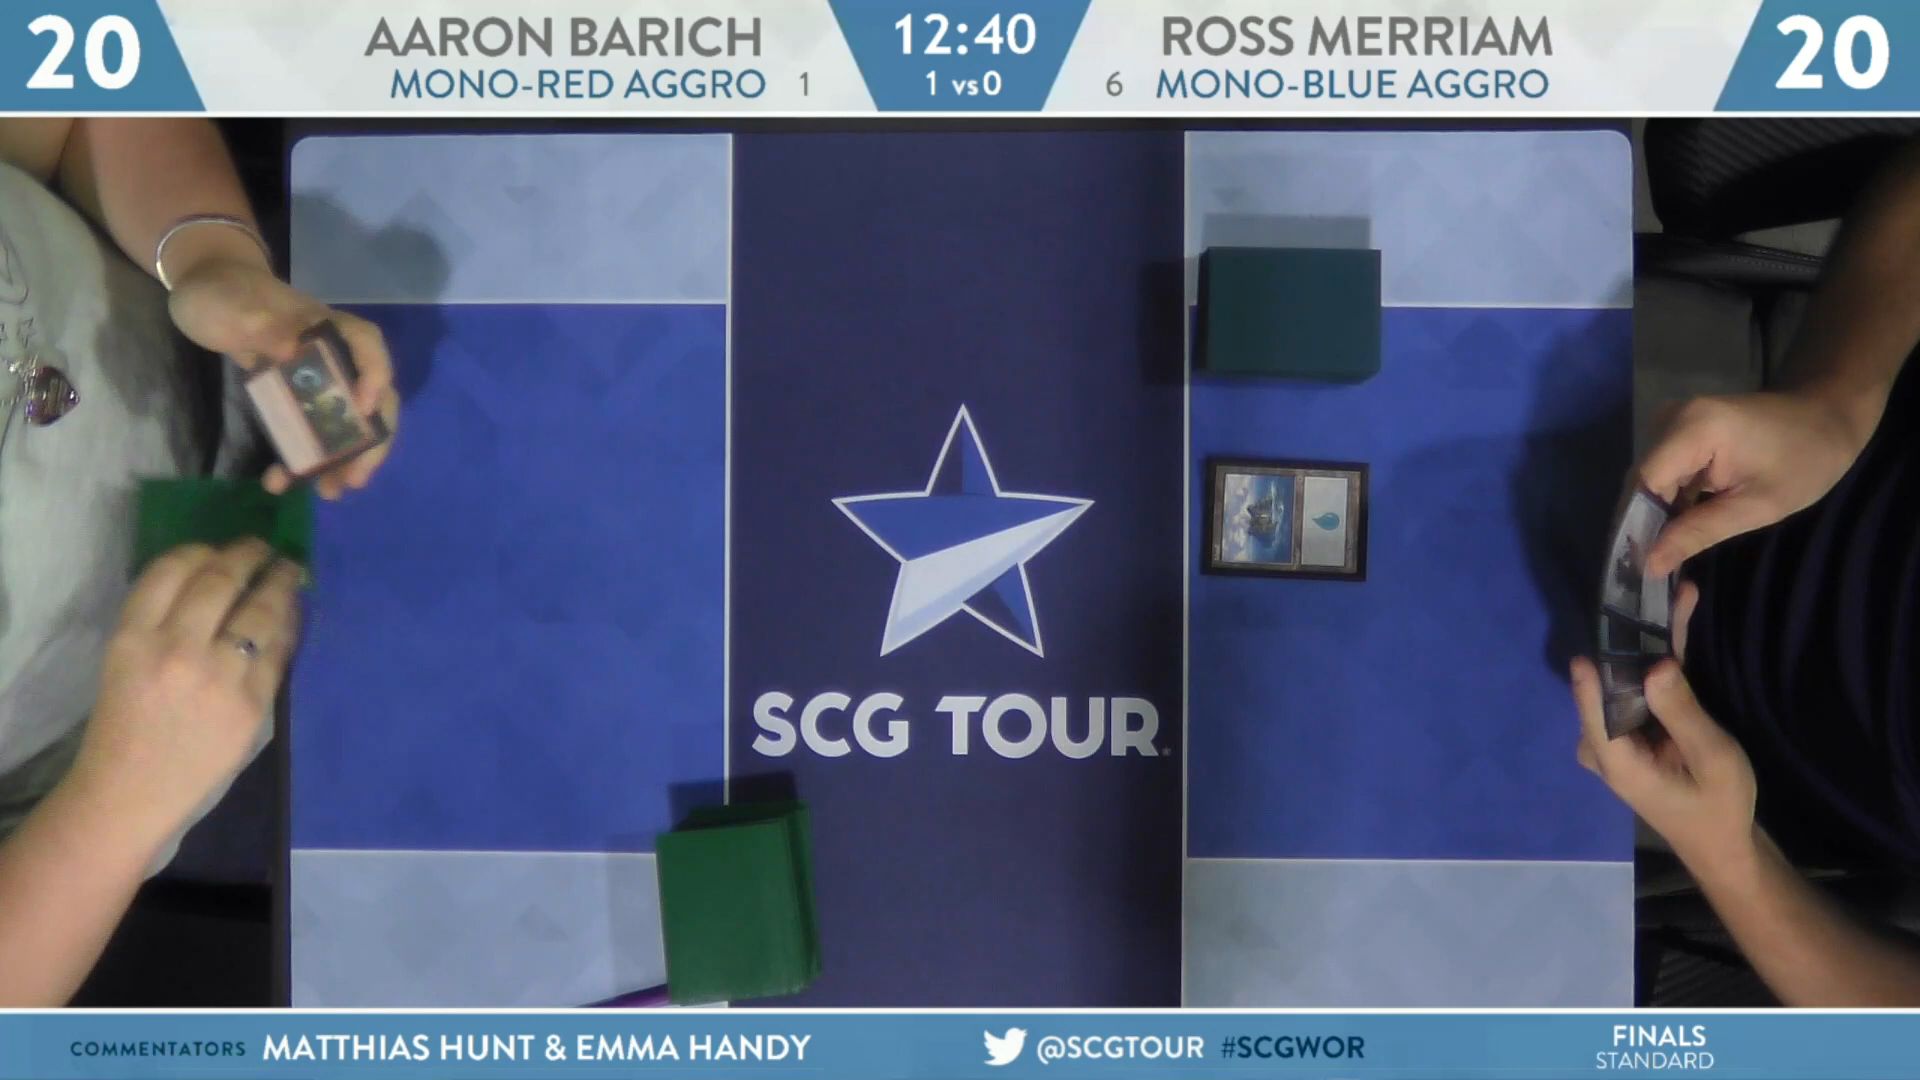 20
AARON BARICH
MONO-RED AGGRO 1
12:40
1 vs 0
ROSS MERRIAM
6 MONO-BLUE AGGRO
20
SCG TOUR
COMMENTATORS MATTHIAS HUNT & EMMA HANDY
@SCGTOUR #SCGWOR
FINALS
STANDARD